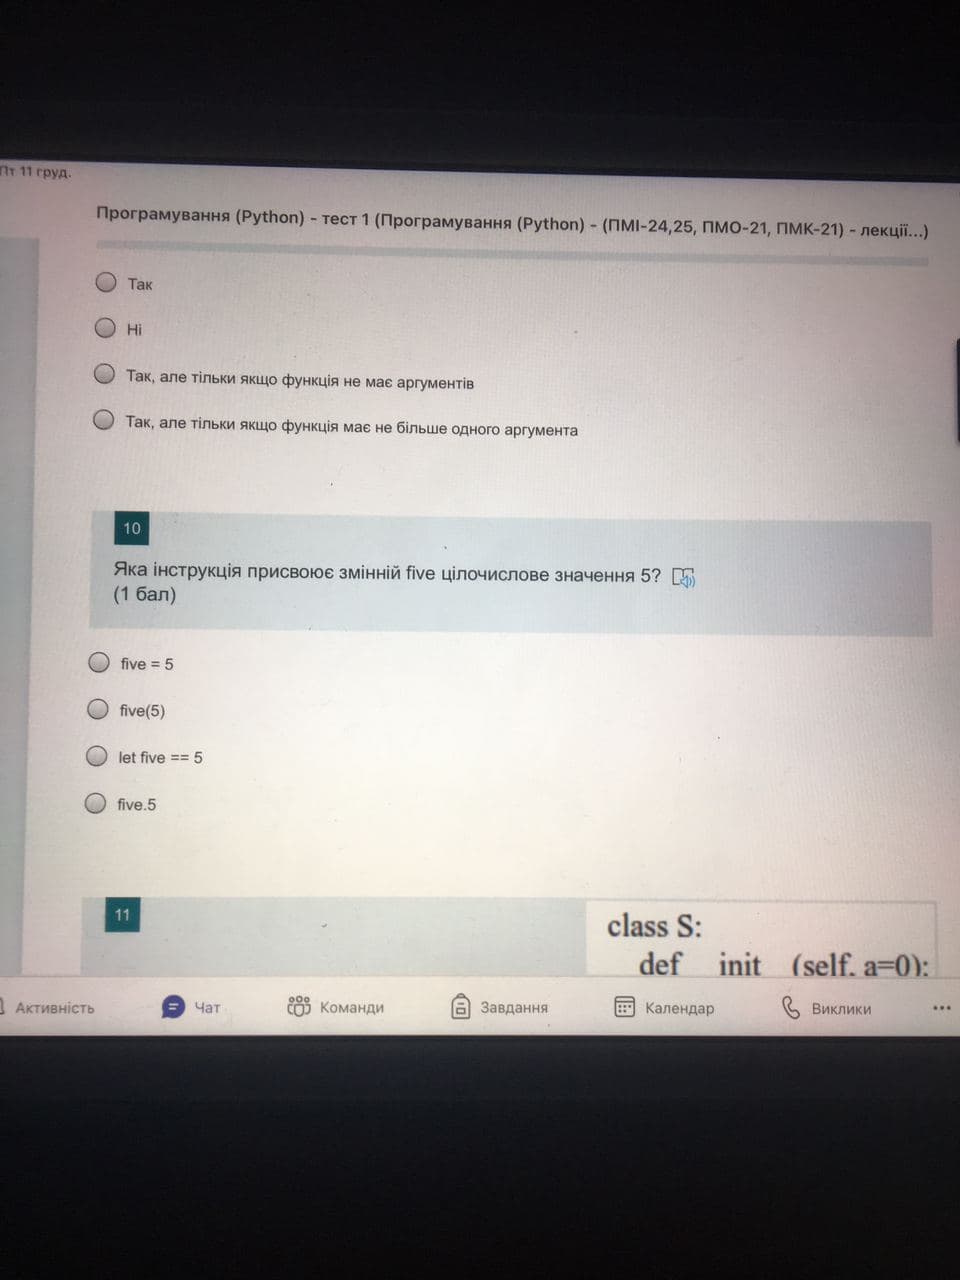 Пт 11 груд.
Програмування (Python) - тест 1 (Програмування (Python) - (ПМІ-24,25, ПМО-21, ПМК-21) - лекції...)
Так
Ні
Так, але тільки якщо функція не має аргументів
Так, але тільки якщо функція має не більше одного аргумента
10
Яка інструкція присвоює змінній five цілочислове значення 5?
(1 бал)
five = 5
five(5)
let five == 5
five.5
11
class S:
def init (self, a=0):
Активність Чат Команди Завдання Календар Виклики